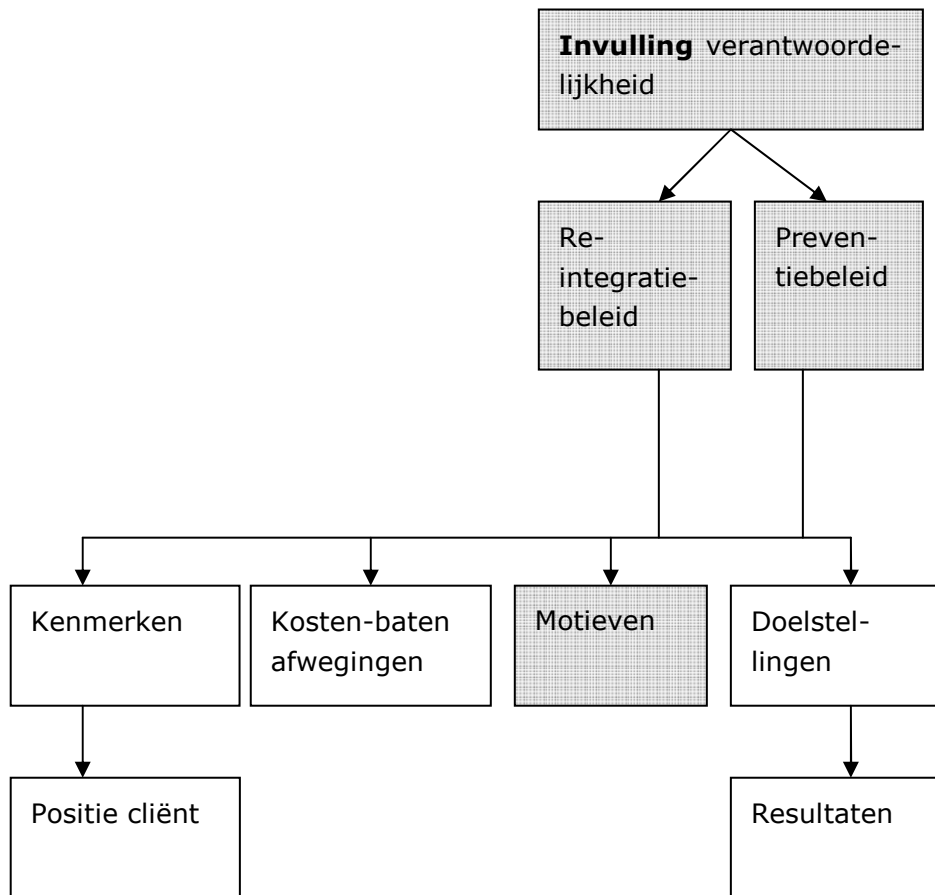 Invulling verantwoorde-
lijkheid
Re-
integratie-
beleid
Preven-
tiebeleid
Kenmerken
Kosten-baten
afwegingen
Motieven
Doelstel-
lingen
Positie cliënt
Resultaten